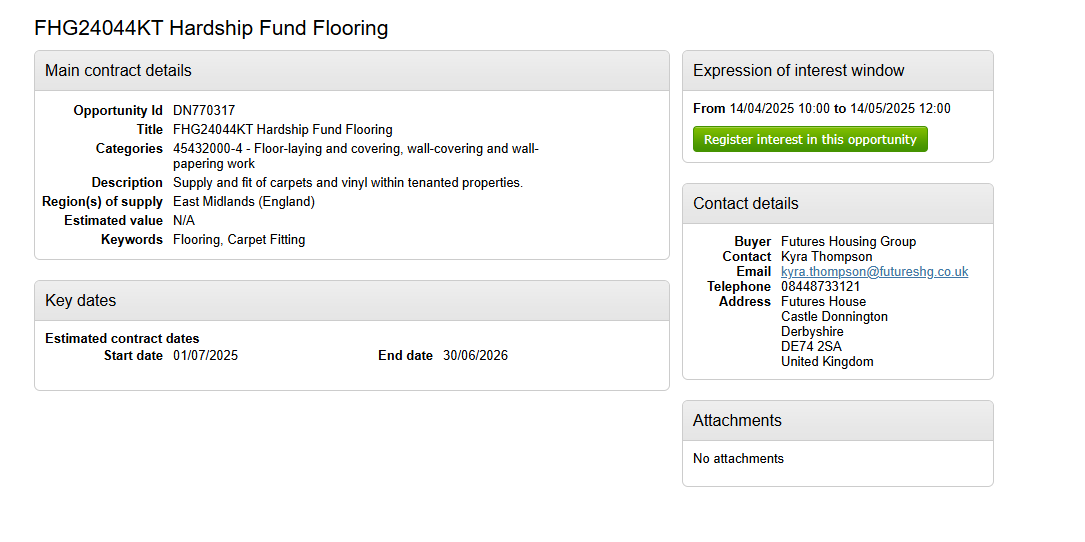 FHG24044KT Hardship Fund Flooring
Main contract details
Opportunity Id DN770317
Title FHG24044KT Hardship Fund Flooring
Categories 45432000-4 - Floor-laying and covering, wall-covering and wall-
papering work
Description Supply and fit of carpets and vinyl within tenanted properties.
Region(s) of supply East Midlands (England)
Estimated value N/A
Keywords Flooring, Carpet Fitting
Key dates
Estimated contract dates
Start date 01/07/2025 End date 30/06/2026
Expression of interest window
From 14/04/2025 10:00 to 14/05/2025 12:00
Register interest in this opportunity
Contact details
Buyer Futures Housing Group
Contact Kyra Thompson
Email kyra.thompson@futureshg.co.uk
Telephone 08448733121
Address Futures House
Castle Donnington
Derbyshire
DE74 2SA
United Kingdom
Attachments
No attachments